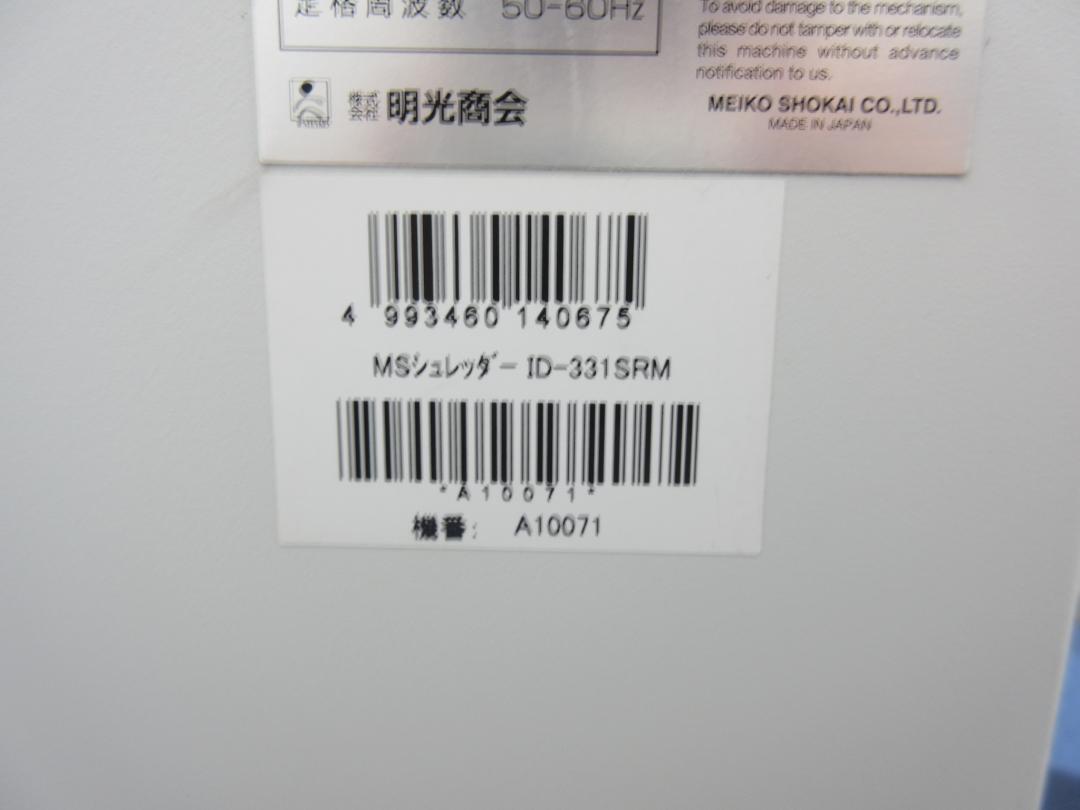 定格周波数 50-60Hz
To avoid damage to the mechanism,
please do not tamper with or relocate
this machine without advance
notification to us.
株式会社 明光商会
MEIKO SHOKAI CO.,LTD.
MADE IN JAPAN
4 993460 140675
MSシュレッダー ID-331SRM
*A10071*
機番: A10071